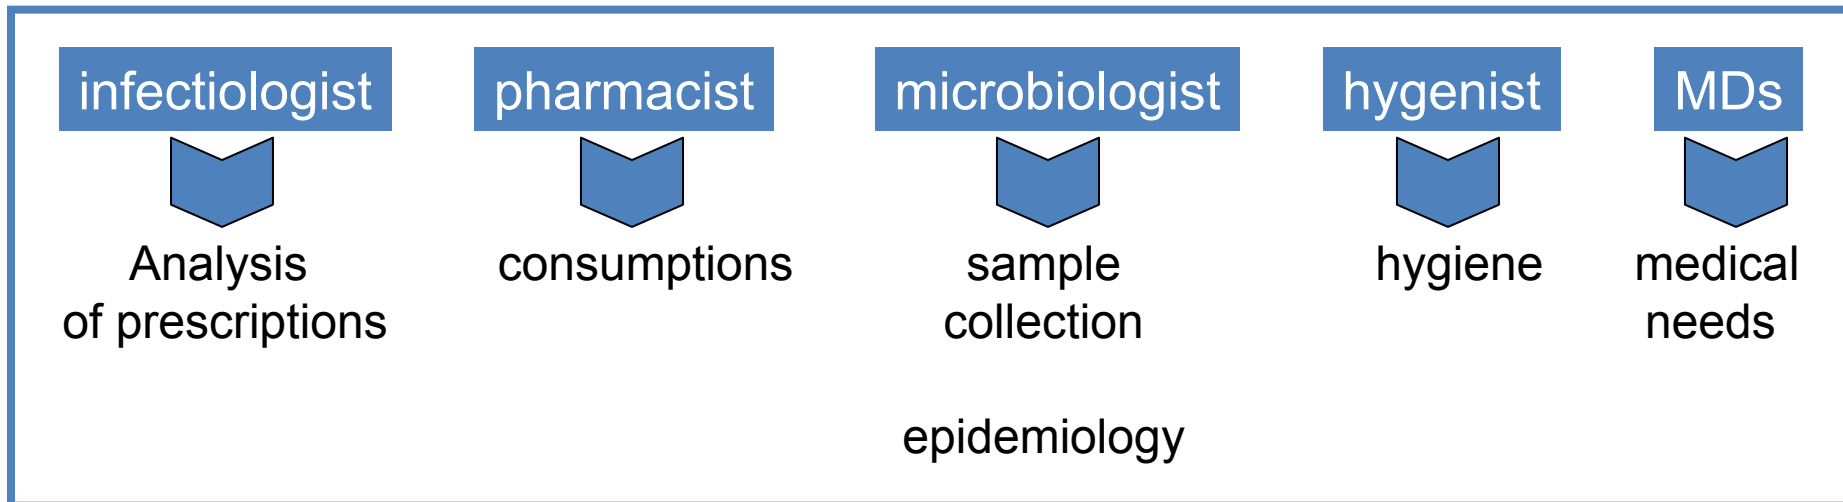 infectiologist
pharmacist
microbiologist
hygenist
MDs
Analysis
of prescriptions
consumptions
sample
collection
hygiene
medical
needs
epidemiology